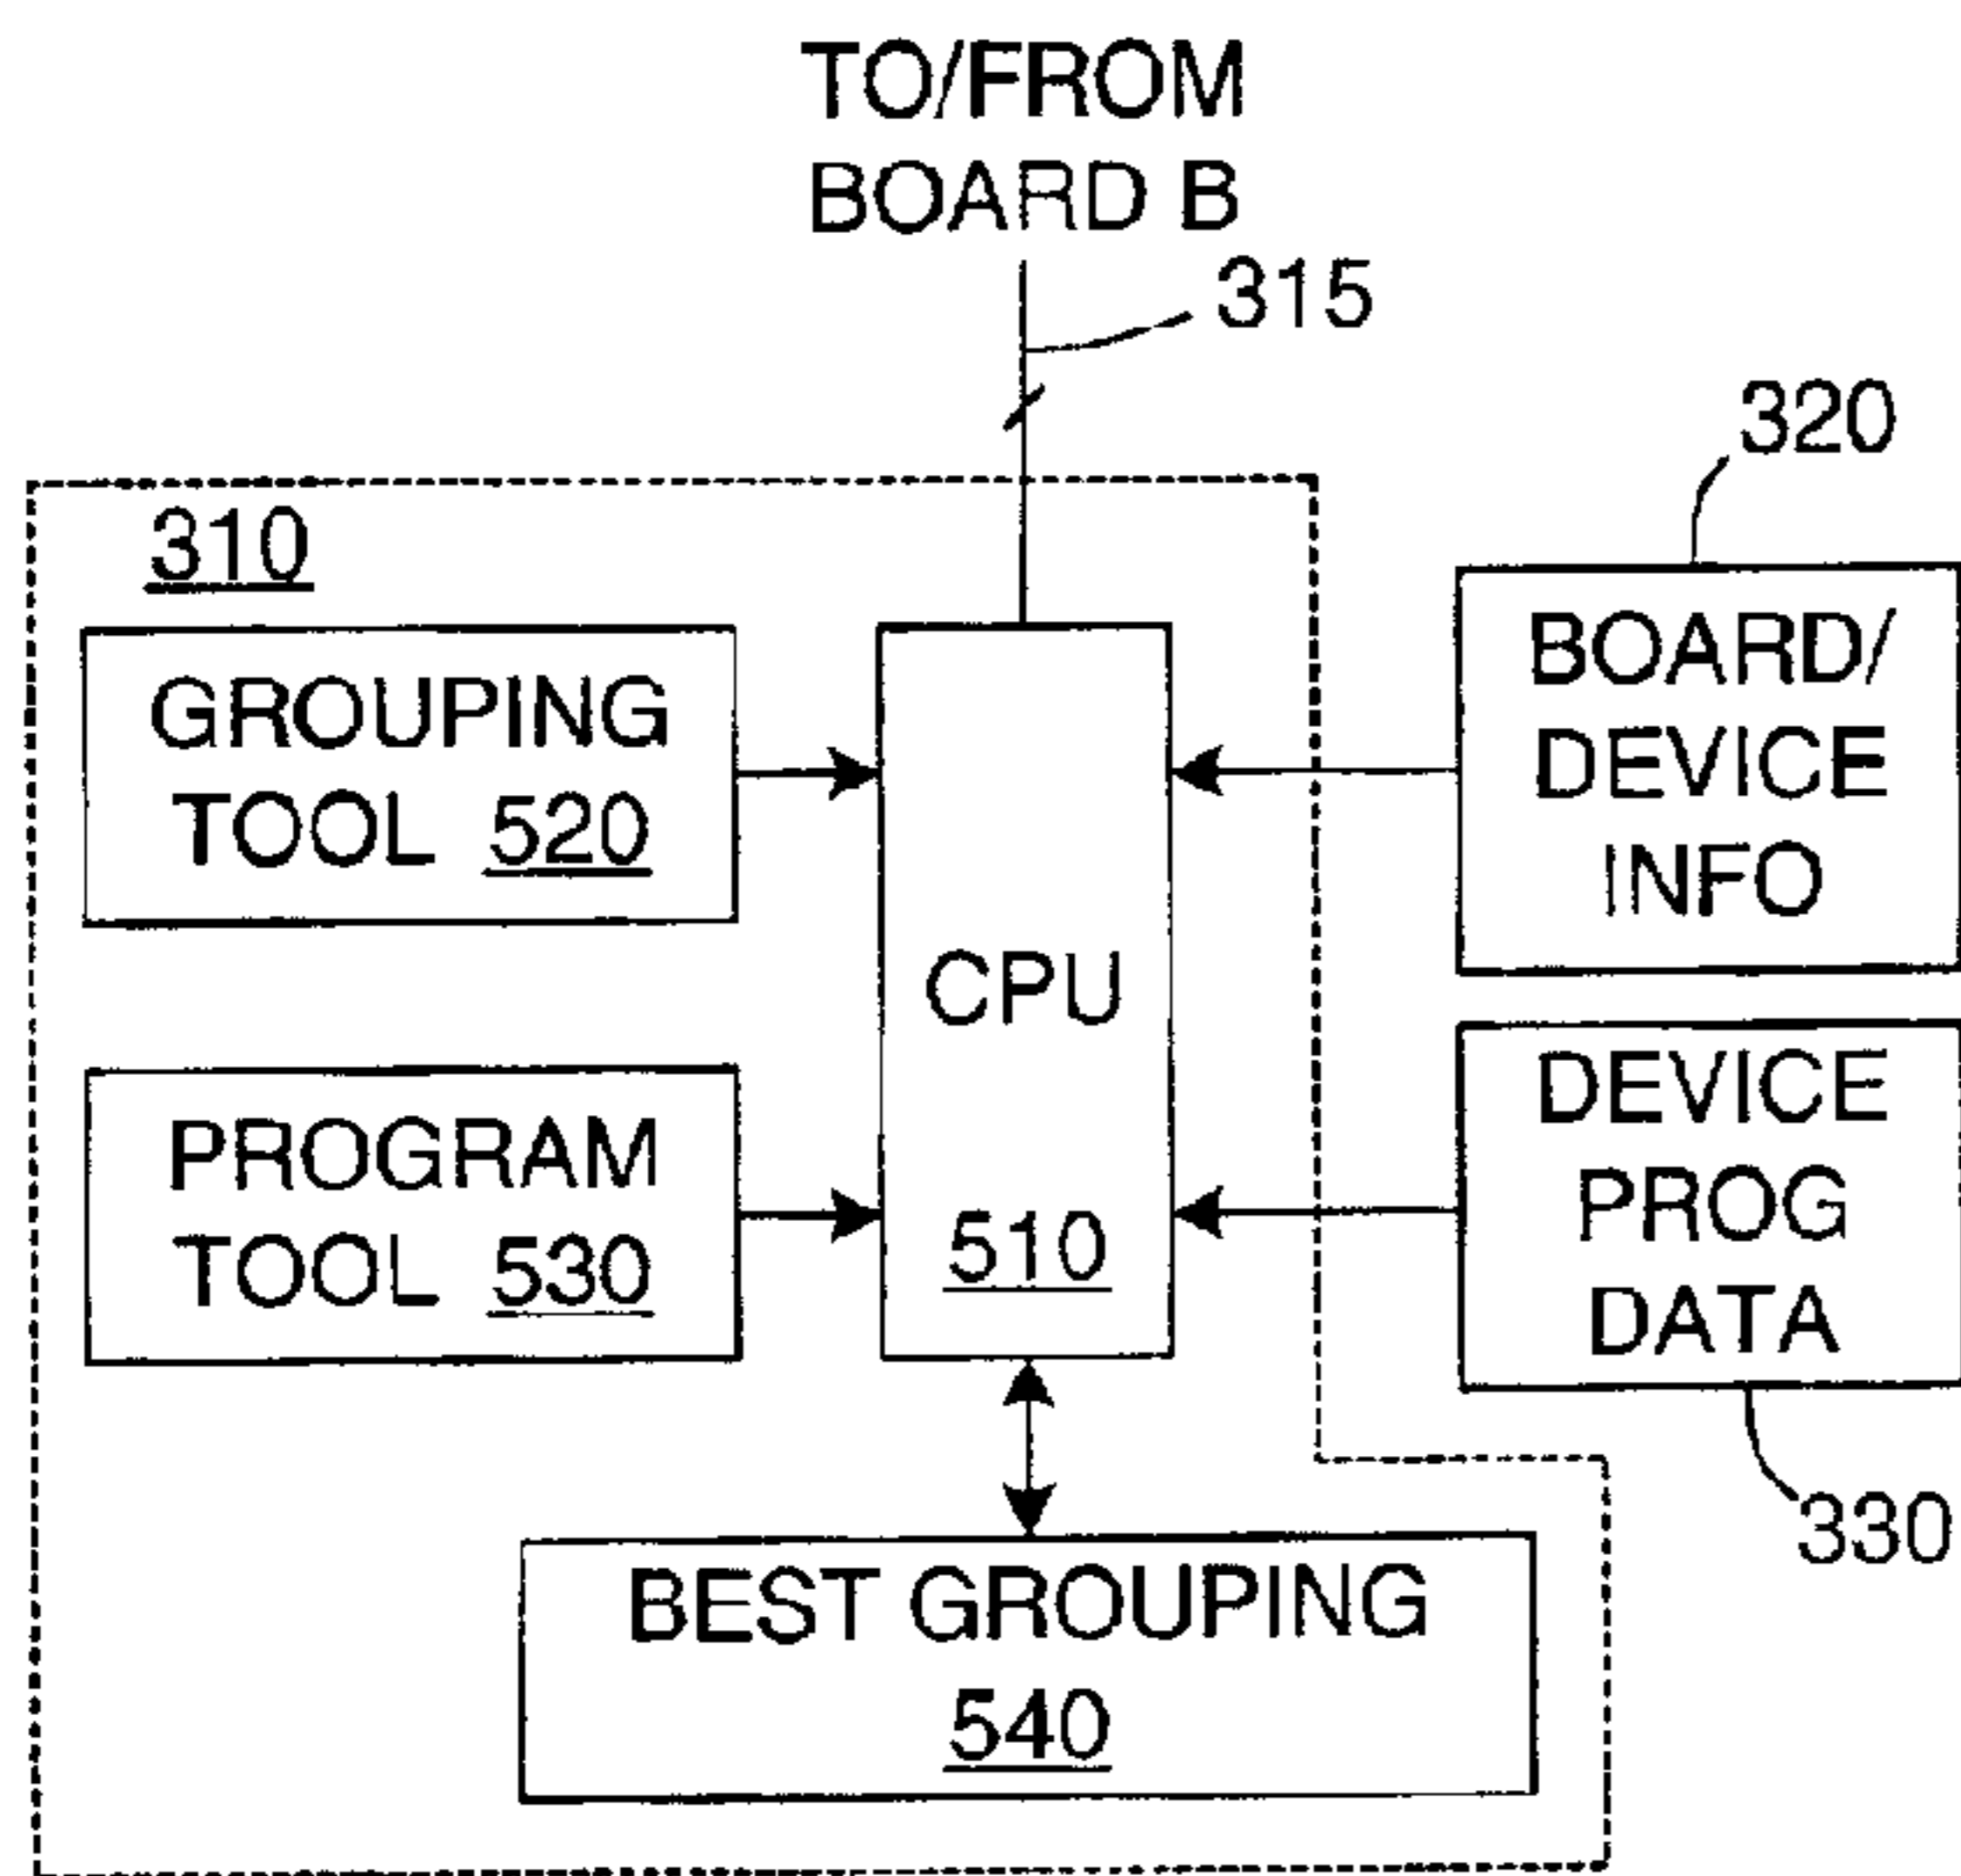 TO/FROM
BOARD B
315
320
310
GROUPING
TOOL 520
BOARD/
DEVICE
INFO
CPU
510
PROGRAM
TOOL 530
DEVICE
PROG
DATA
330
BEST GROUPING
540